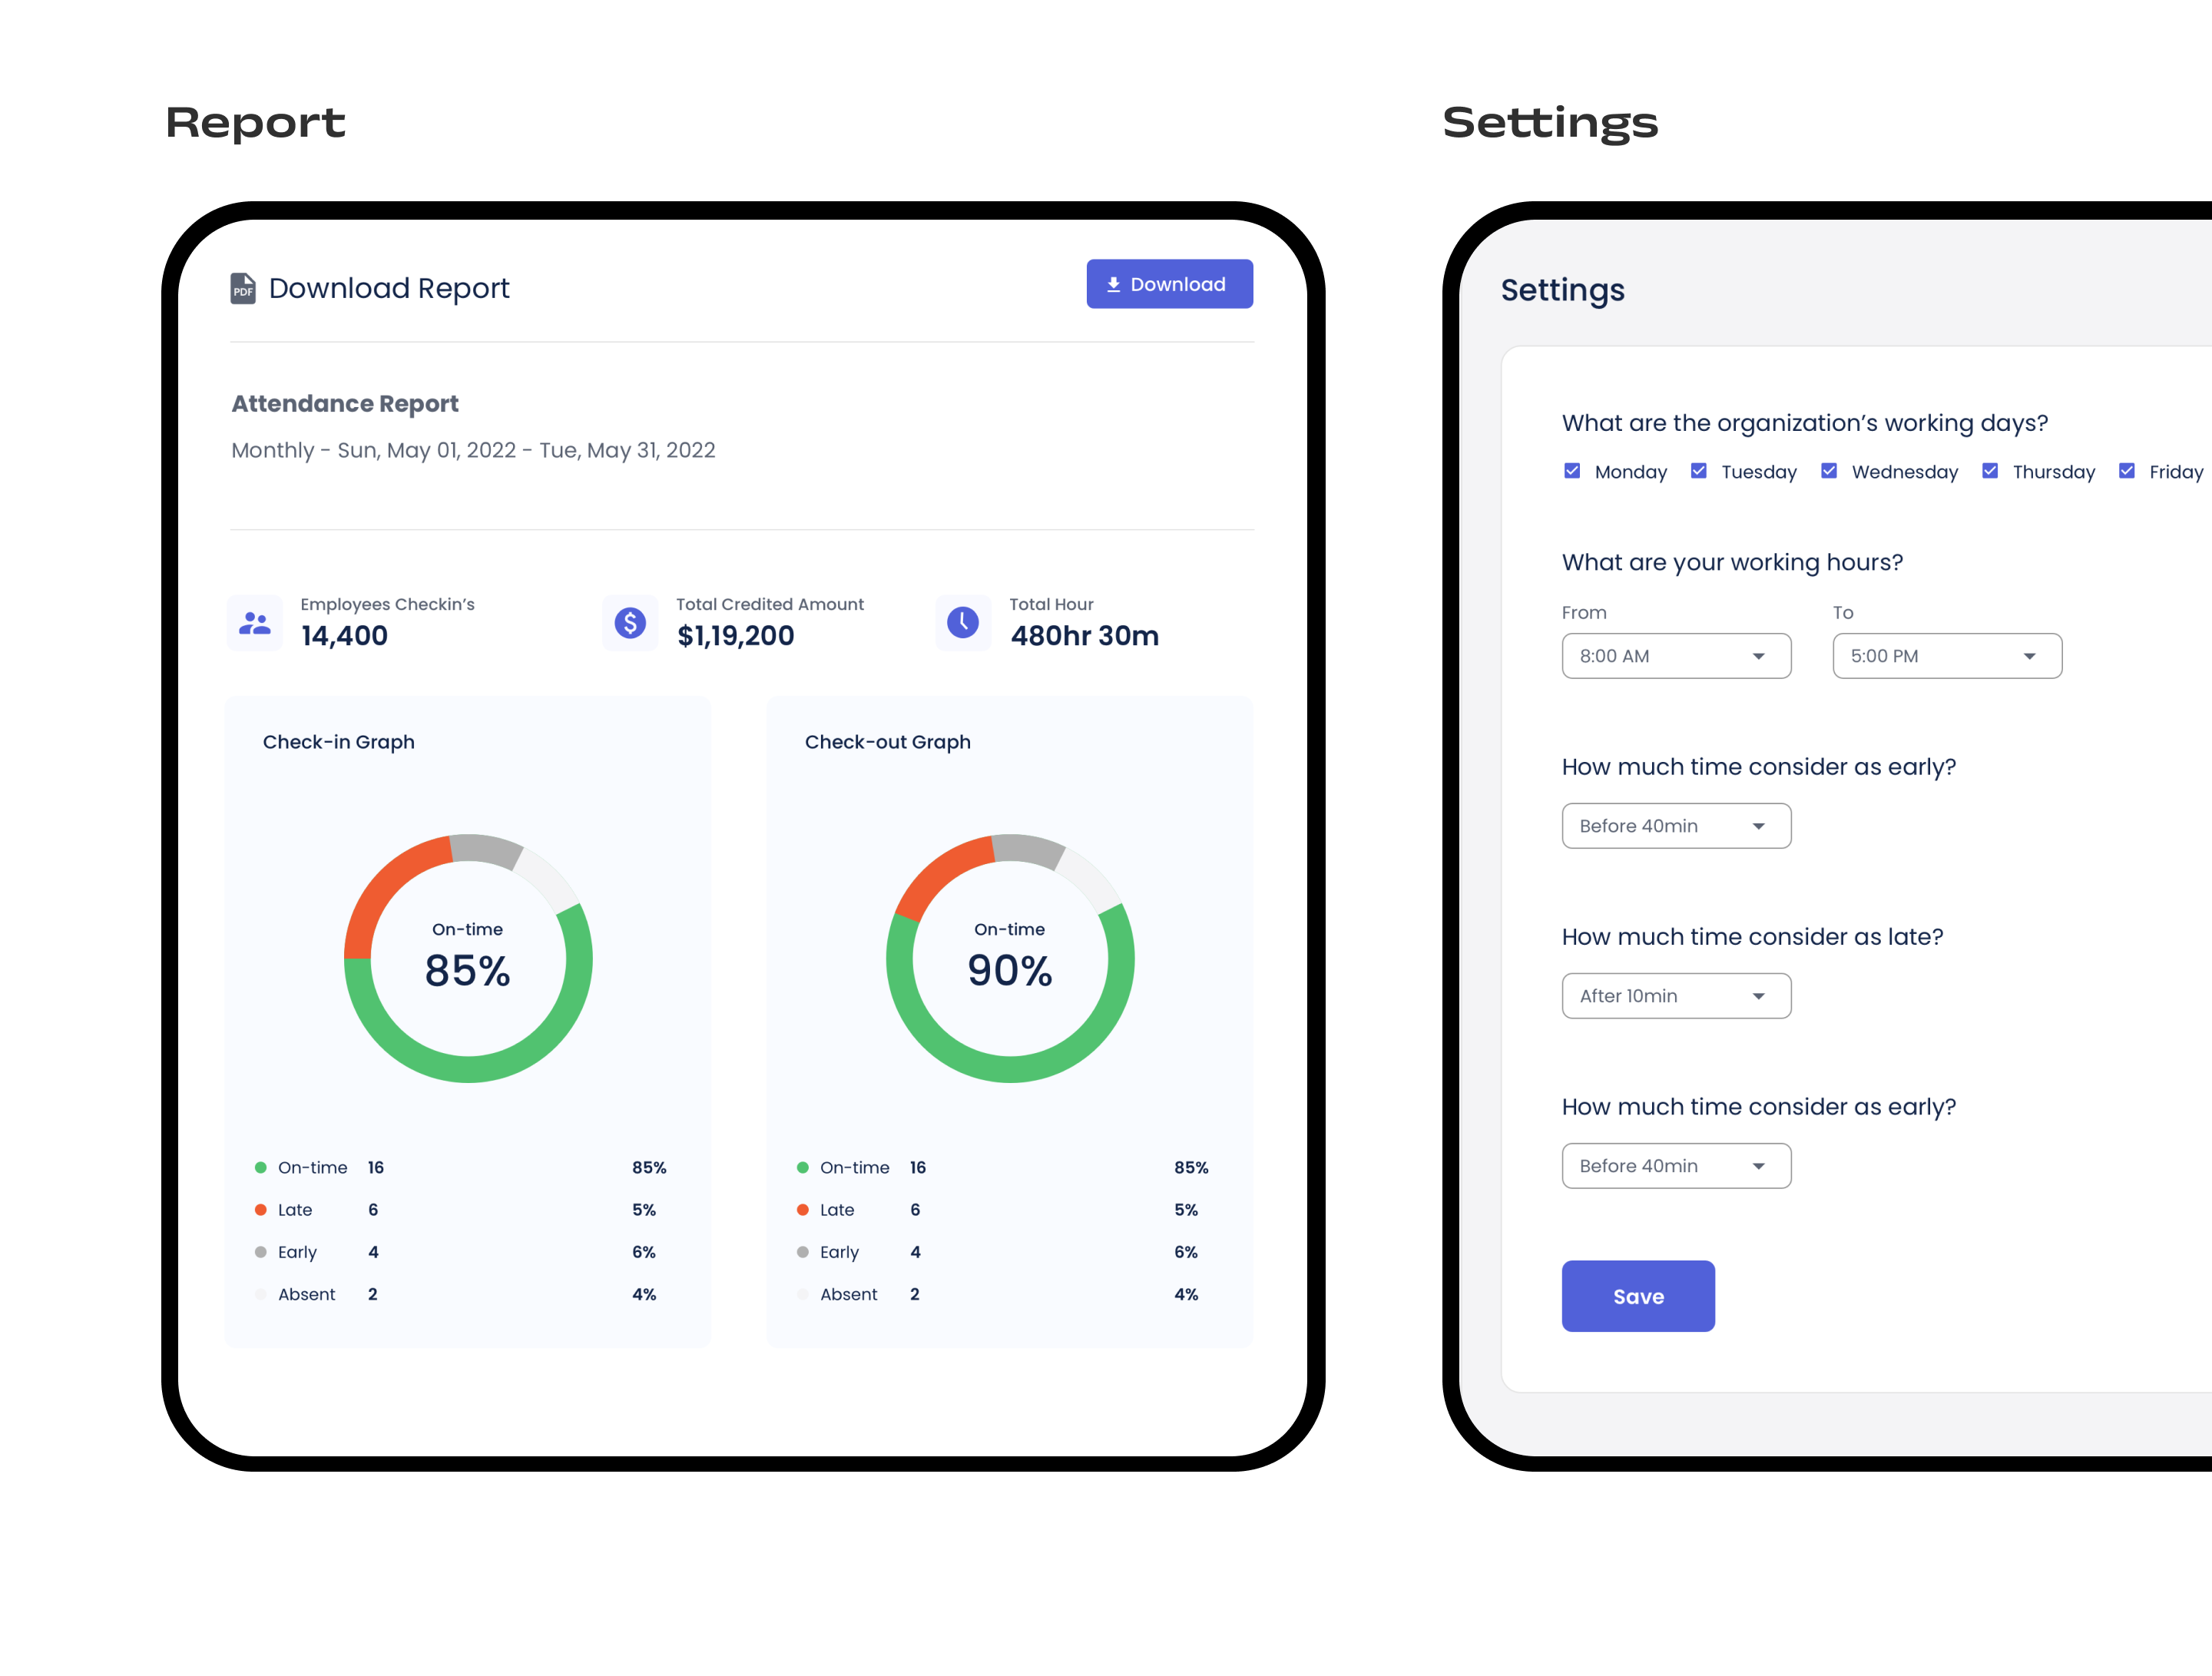 Report
Download Report
PDF
Download
Attendance Report
Monthly - Sun, May 01, 2022 - Tue, May 31, 2022
Employees Checkin's
14,400
Total Credited Amount
$1,19,200
Total Hour
480hr 30m
Check-in Graph
On-time
85%
On-time 16 85%
Late 6 5%
Early 4 6%
Absent 2 4%
Check-out Graph
On-time
90%
On-time 16 85%
Late 6 5%
Early 4 6%
Absent 2 4%
Settings
Settings
What are the organization's working days?
Monday Tuesday Wednesday Thursday Friday
What are your working hours?
From To
8:00 AM 5:00 PM
How much time consider as early?
Before 40min
How much time consider as late?
After 10min
How much time consider as early?
Before 40min
Save